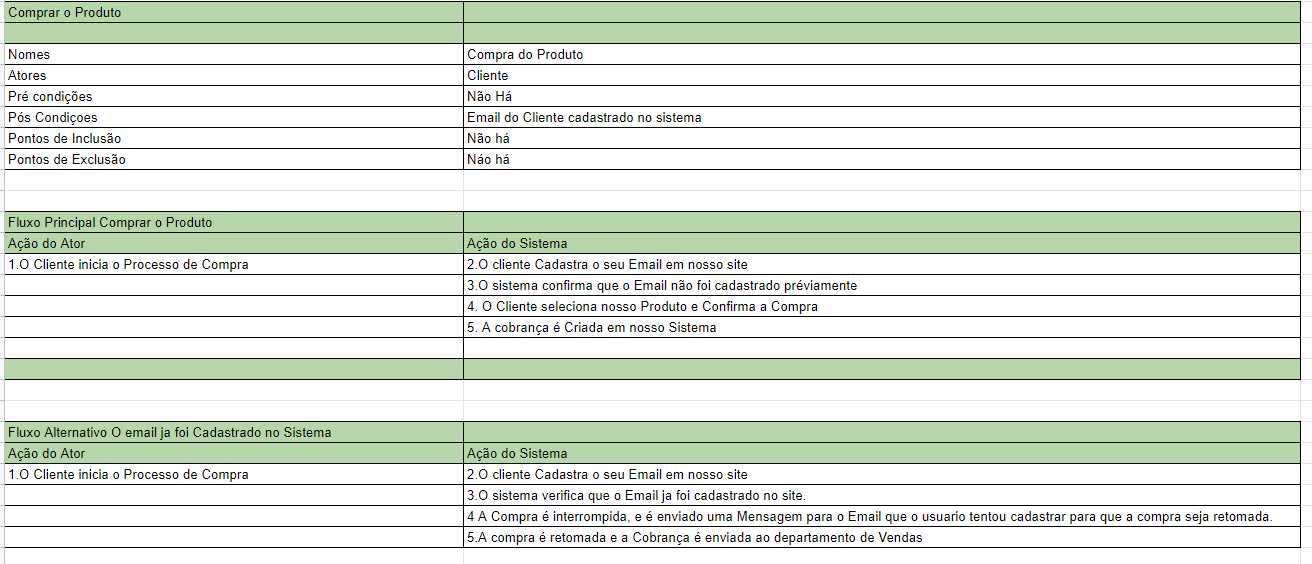 Comprar o Produto
Nomes Compra do Produto
Atores Cliente
Pré condições Não Há
Pós Condiçoes Email do Cliente cadastrado no sistema
Pontos de Inclusão Não há
Pontos de Exclusão Náo há
Fluxo Principal Comprar o Produto
Ação do Ator Ação do Sistema
1.O Cliente inicia o Processo de Compra 2.O cliente Cadastra o seu Email em nosso site
3.O sistema confirma que o Email não foi cadastrado préviamente
4. O Cliente seleciona nosso Produto e Confirma a Compra
5. A cobrança é Criada em nosso Sistema
Fluxo Alternativo O email ja foi Cadastrado no Sistema
Ação do Ator Ação do Sistema
1.O Cliente inicia o Processo de Compra 2.O cliente Cadastra o seu Email em nosso site
3.O sistema verifica que o Email ja foi cadastrado no site.
4 A Compra é interrompida, e é enviado uma Mensagem para o Email que o usuario tentou cadastrar para que a compra seja retomada.
5.A compra é retomada e a Cobrança é enviada ao departamento de Vendas